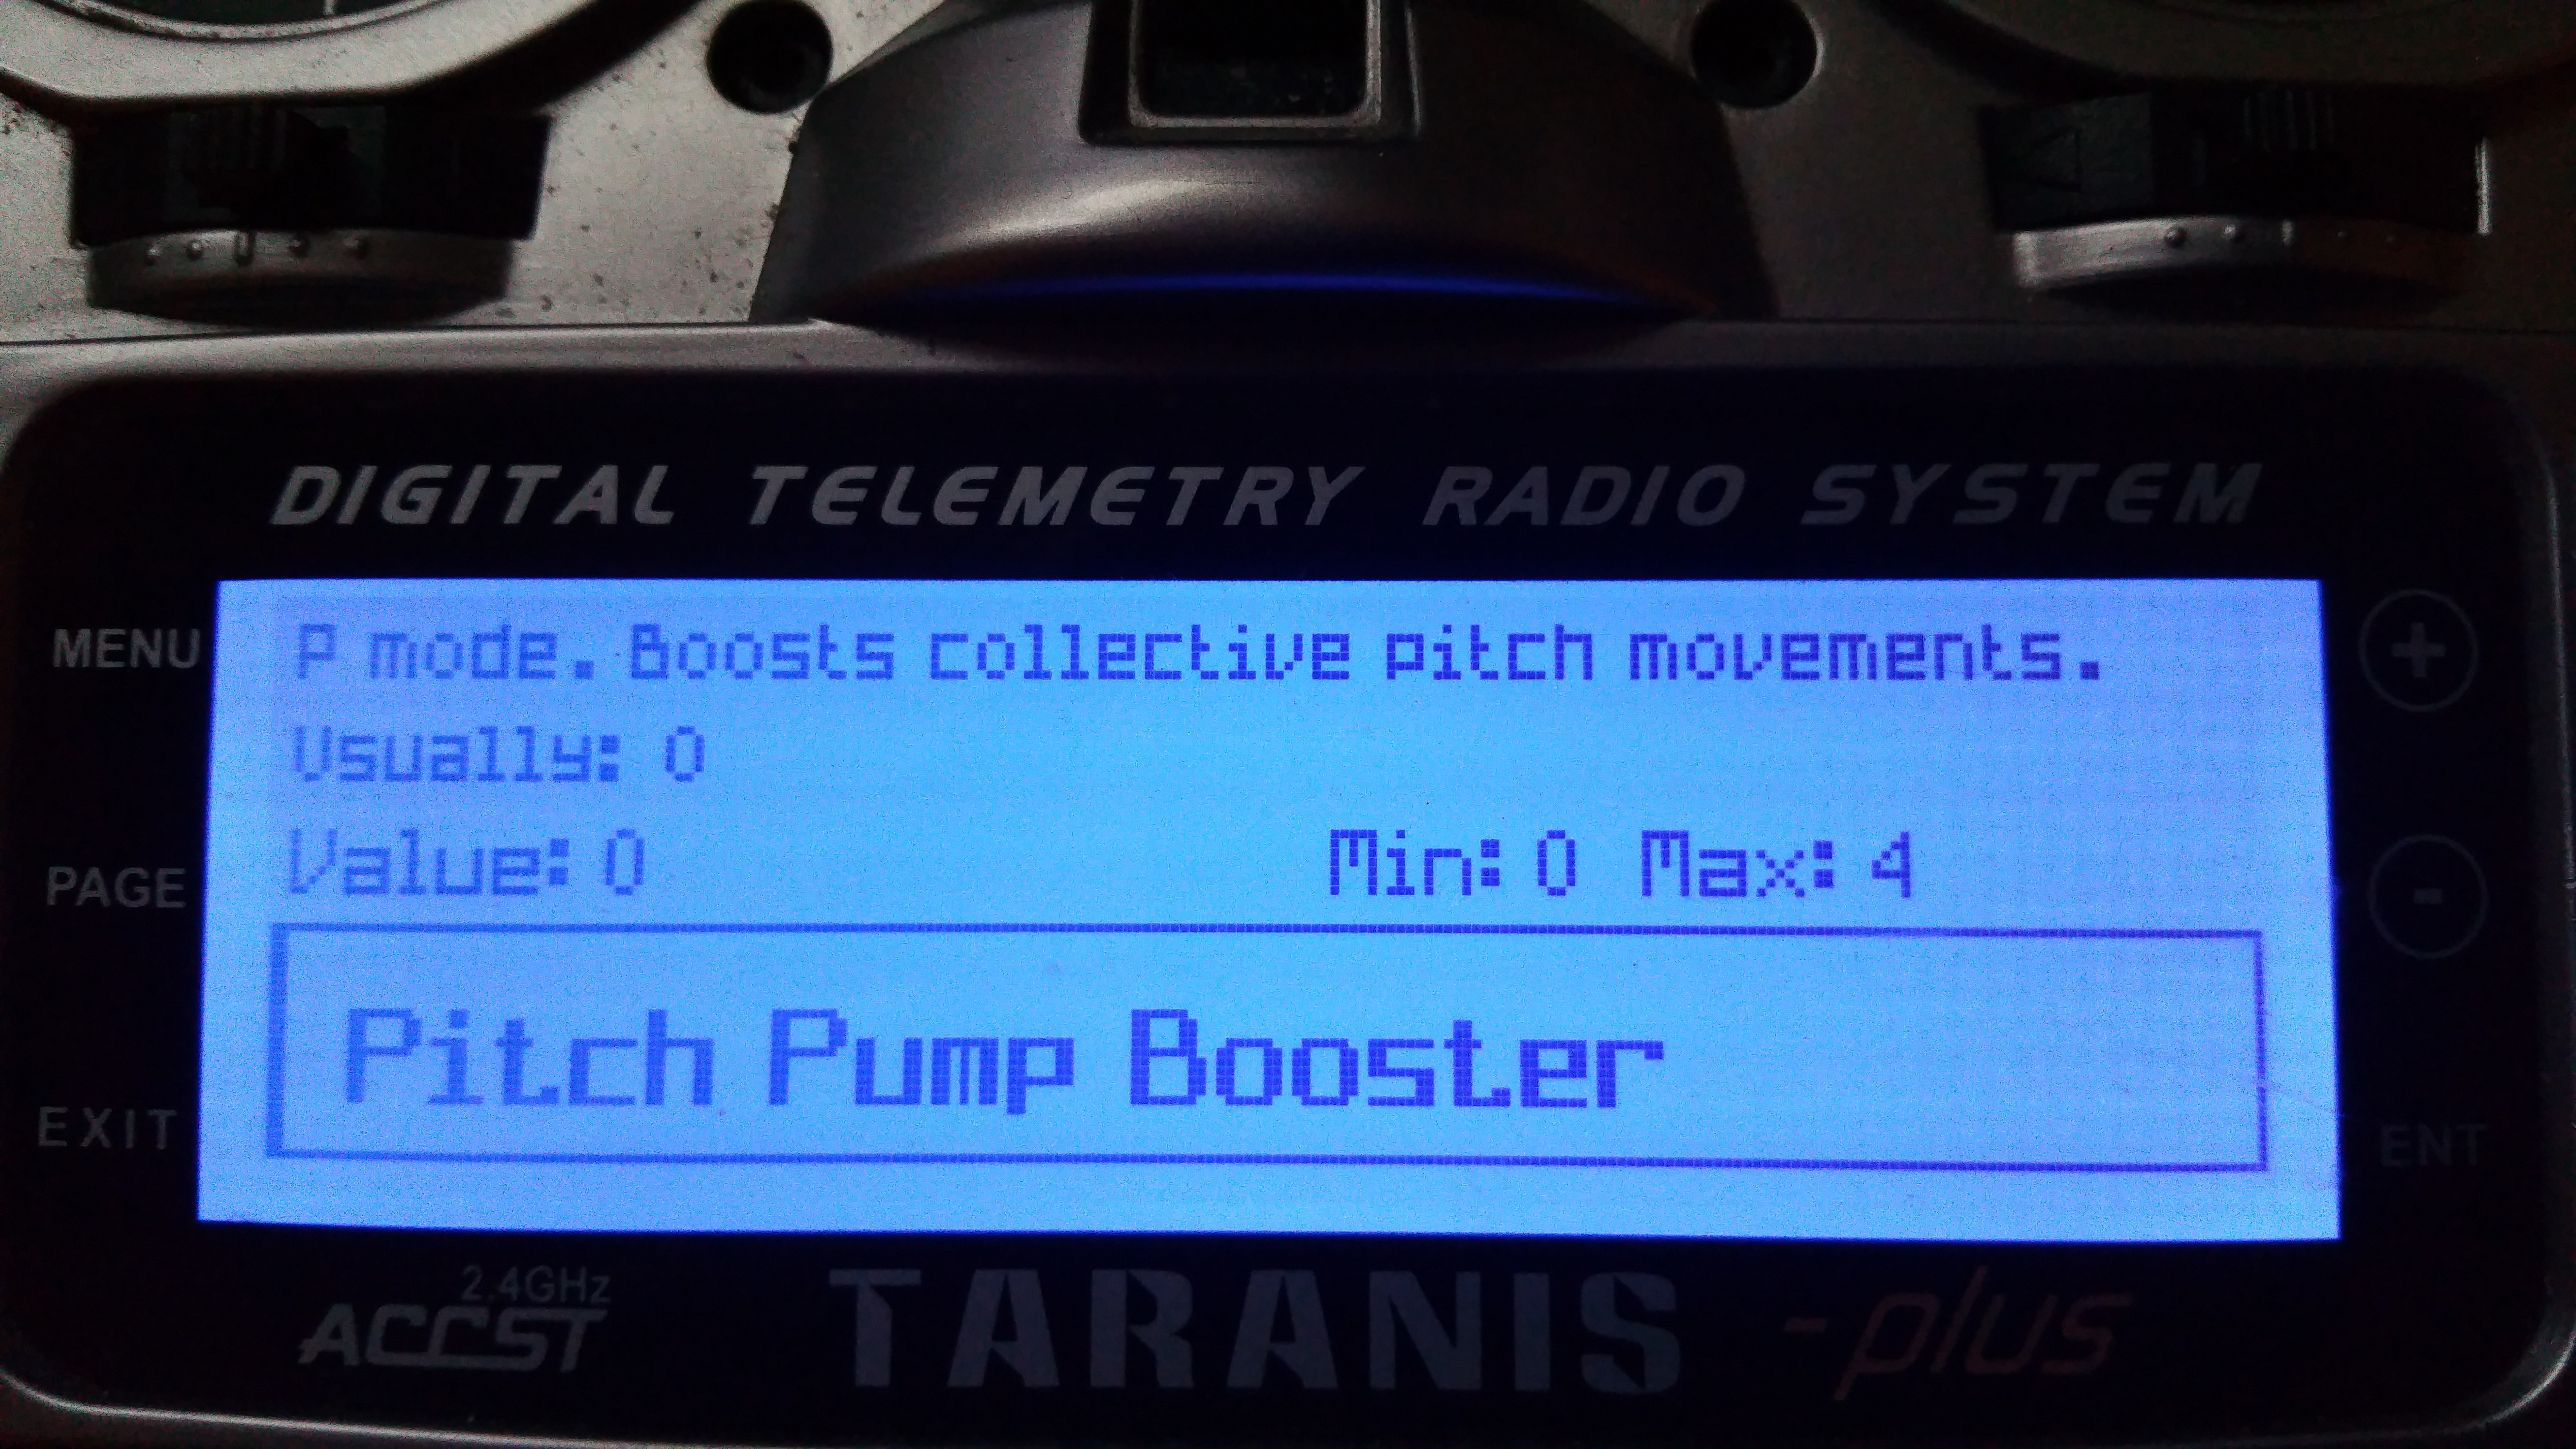 DIGITAL TELEMETRY RADIO SYSTEM
MENU
P mode. Boosts collective pitch movements.
+
Usually: 0
PAGE
Value: 0 Min: 0 Max: 4
-
Pitch Pump Booster
EXIT
ENT
2.4GHz
ACCST
TARANIS -plus